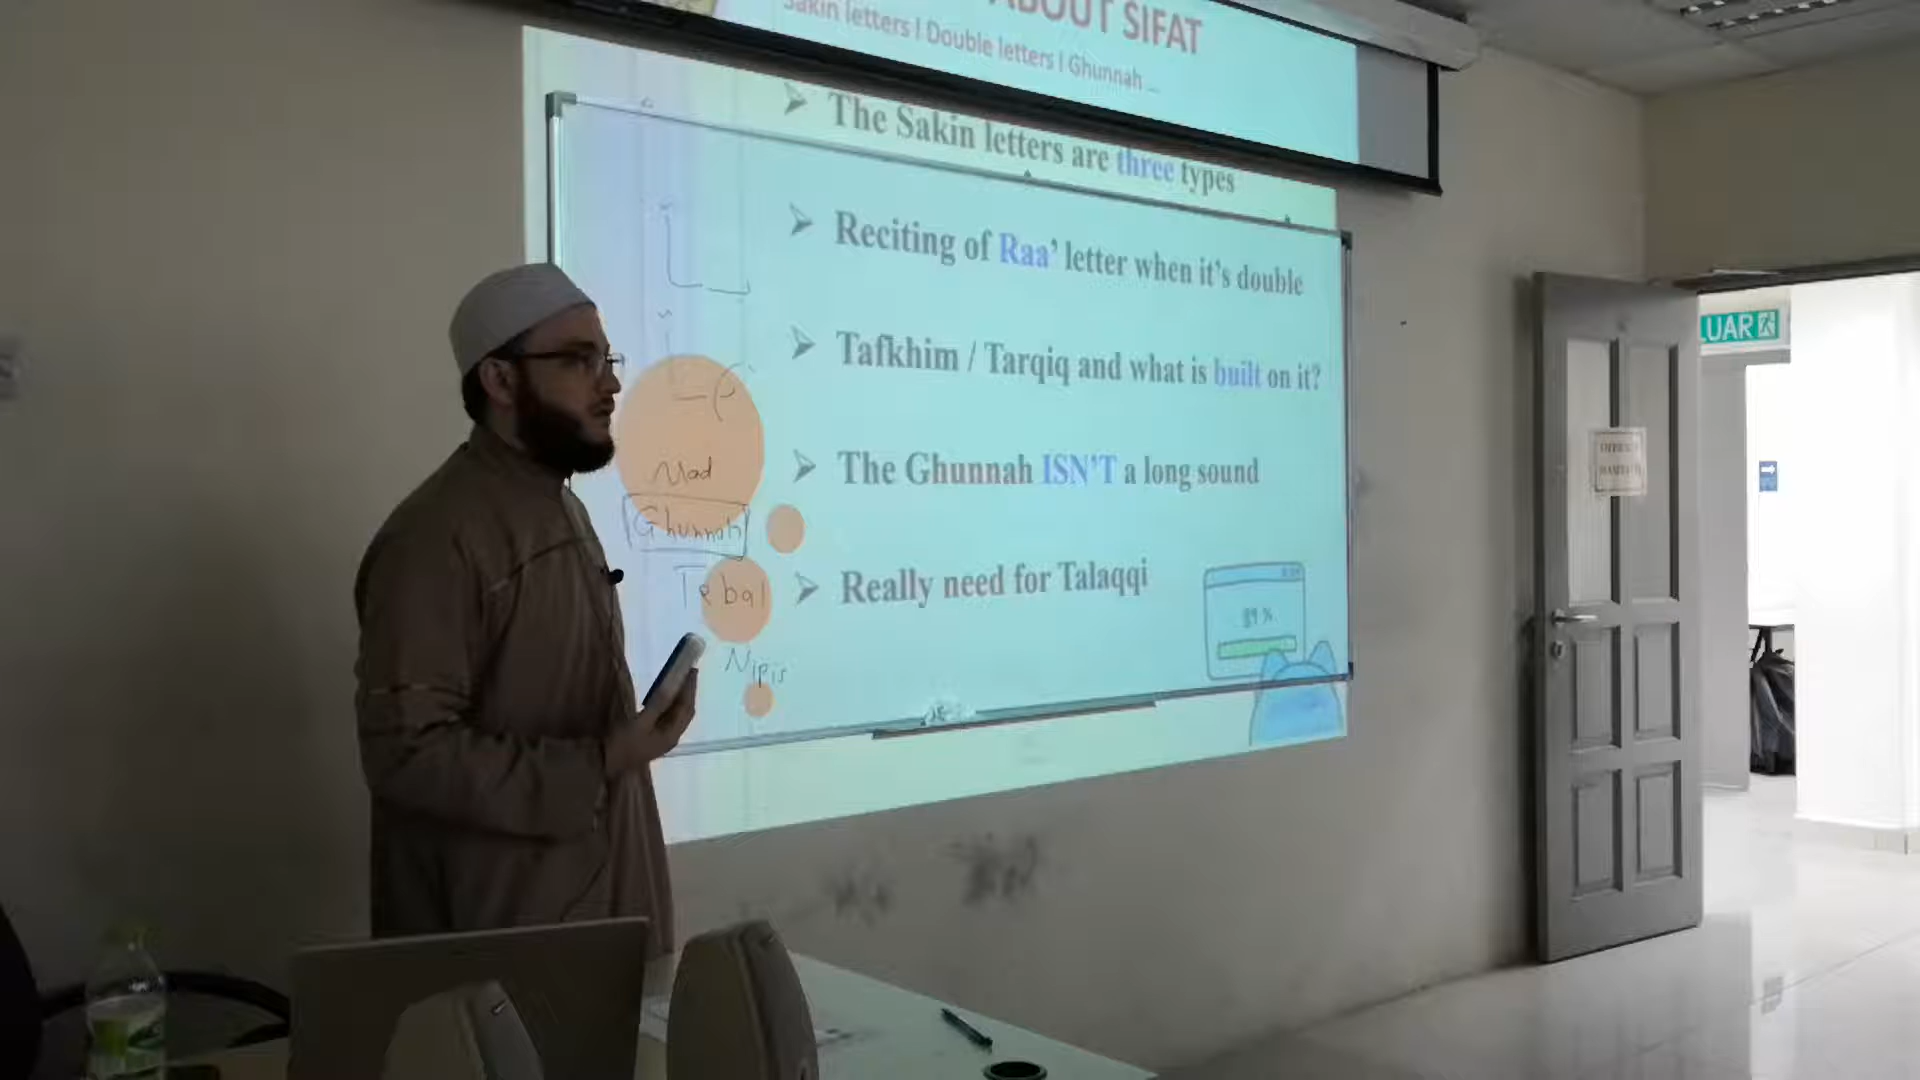 ABOUT SIFAT
Sakin letters | Double letters | Ghunnah ...
➢ The Sakin letters are three types
➢ Reciting of Raa' letter when it's double
➢ Tafkhim / Tarqiq and what is built on it?
➢ The Ghunnah ISN'T a long sound
➢ Really need for Talaqqi
Mad
Ghunnah
Tebal
Nipis
89 %
LUAR